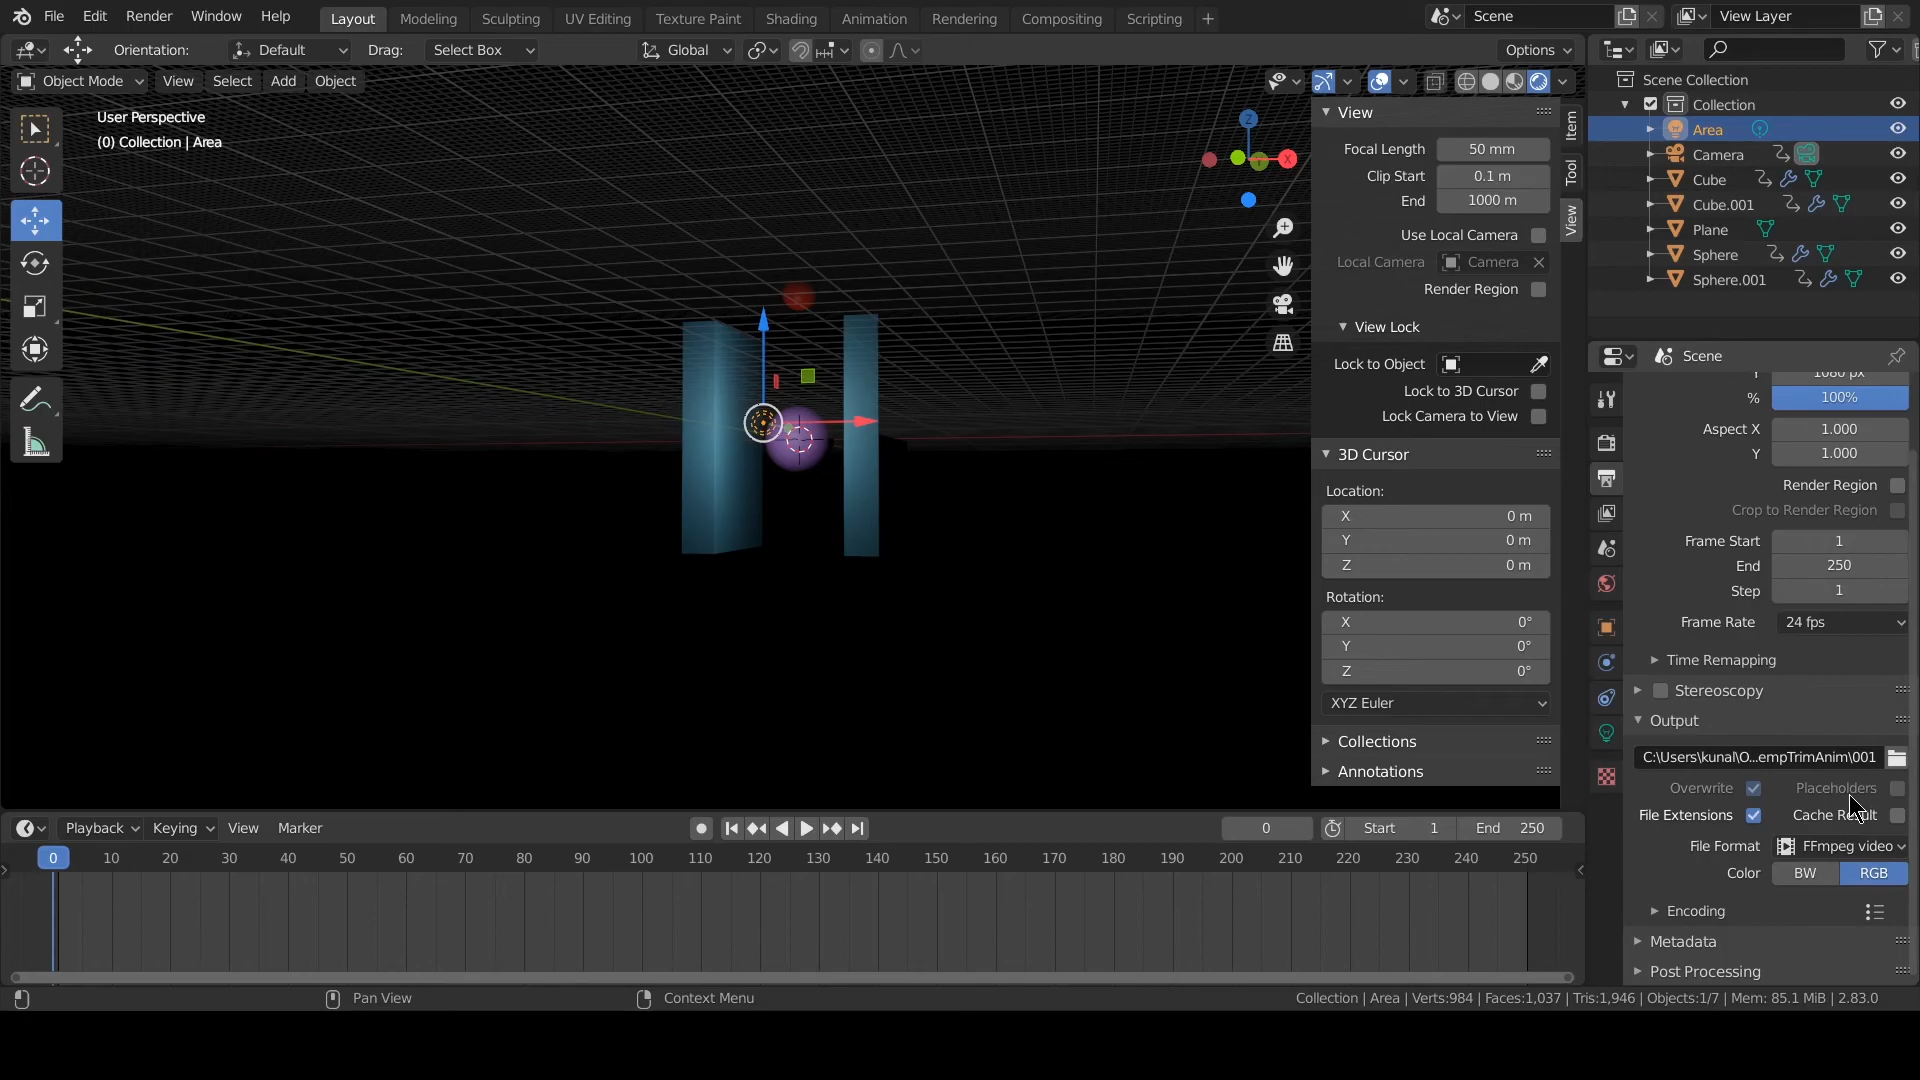 File Edit Render Window Help Layout Modeling Sculpting UV Editing Texture Paint Shading Animation Rendering Compositing Scripting + Scene View Layer
Orientation: Default Drag: Select Box Global Options
Object Mode View Select Add Object
User Perspective
(0) Collection | Area
Z
X
View
Focal Length 50 mm
Clip Start 0.1 m
End 1000 m
Use Local Camera
Local Camera Camera
Render Region
View Lock
Lock to Object
Lock to 3D Cursor
Lock Camera to View
3D Cursor
Location:
X 0 m
Y 0 m
Z 0 m
Rotation:
X 0°
Y 0°
Z 0°
XYZ Euler
Collections
Annotations
Item
Tool
View
Scene Collection
Collection
Area
Camera
Cube
Cube.001
Plane
Sphere
Sphere.001
Scene
Y 1080 px
% 100%
Aspect X 1.000
Y 1.000
Render Region
Crop to Render Region
Frame Start 1
End 250
Step 1
Frame Rate 24 fps
Time Remapping
Stereoscopy
Output
C:\Users\kunal\O...empTrimAnim\001
Overwrite Placeholders
File Extensions Cache Result
File Format FFmpeg video
Color BW RGB
Encoding
Metadata
Post Processing
Playback Keying View Marker 0 Start 1 End 250
0 10 20 30 40 50 60 70 80 90 100 110 120 130 140 150 160 170 180 190 200 210 220 230 240 250
Pan View Context Menu Collection | Area | Verts:984 | Faces:1,037 | Tris:1,946 | Objects:1/7 | Mem: 85.1 MiB | 2.83.0